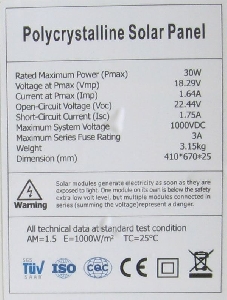 Polycrystalline Solar Panel
Rated Maximum Power (Pmax) 30W
Voltage at Pmax (Vmp) 18.29V
Current at Pmax (Imp) 1.64A
Open-Circuit Voltage (Voc) 22.44V
Short-Circuit Current (Isc) 1.75A
Maximum System Voltage 1000VDC
Maximum Series Fuse Rating 3A
Weight 3.15kg
Dimension (mm) 410*670*25
Solar modules generate electricity as soon as they are
exposed to light. One module on its own is below the safety
extra low volt level, but multiple modules connected in
series (summing the voltage)represent a danger.
Warning
All technical data at standard test condition
AM=1.5 E=1000W/m² TC=25℃
TÜV ISO CQC CE